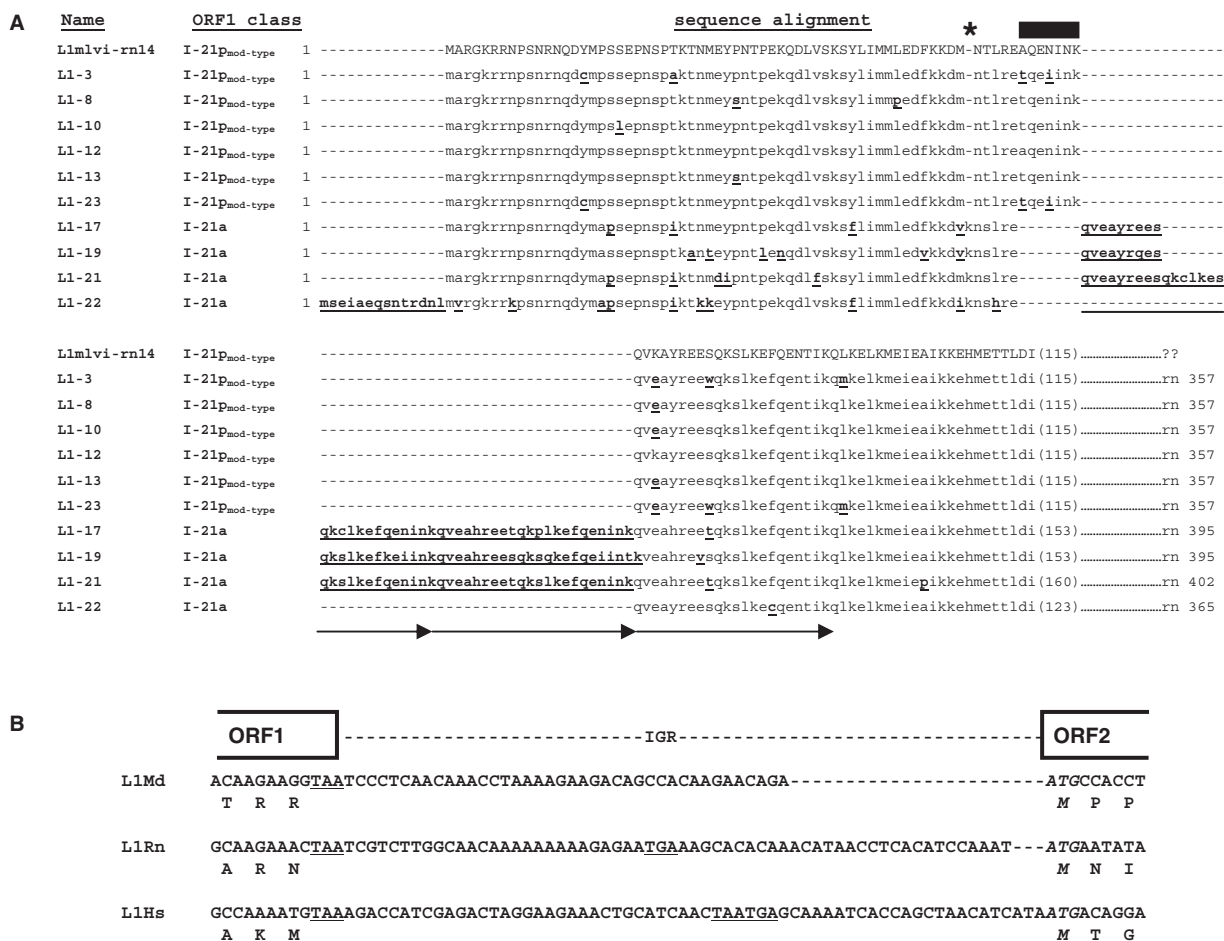 A
Name ORF1 class sequence alignment
*
L1mlvi-rn14 I-21pmod-type 1 --------------MARGKRRNPSNRNQDYMPSSEPNSPTKTNMEYPNTPEKQDLVSKSYLIMMLEDFKKDM-NTLREAQENINK----------------
L1-3 I-21pmod-type 1 --------------margkrrnpsnrnqdcmpssepnspaktnmeypntpekqdlvsksylimmledfkkdm-ntlretqeiink----------------
L1-8 I-21pmod-type 1 --------------margkrrnpsnrnqdympssepnsptktnmeysntpekqdlvsksylimmpedfkkdm-ntlretqenink----------------
L1-10 I-21pmod-type 1 --------------margkrrnpsnrnqdympslepnsptktnmeypntpekqdlvsksylimmledfkkdm-ntlretqenink----------------
L1-12 I-21pmod-type 1 --------------margkrrnpsnrnqdympssepnsptktnmeypntpekqdlvsksylimmledfkkdm-ntlreaqenink----------------
L1-13 I-21pmod-type 1 --------------margkrrnpsnrnqdympssepnsptktnmeysntpekqdlvsksylimmledfkkdm-ntlretqenink----------------
L1-23 I-21pmod-type 1 --------------margkrrnpsnrnqdcmpssepnsptktnmeypntpekqdlvsksylimmledfkkdm-ntlretqeiink----------------
L1-17 I-21a 1 --------------margkrrnpsnrnqdymapsepnspiktnmeypntpekqdlvsksflimmledfkkdvknslre-------qveayrees-------
L1-19 I-21a 1 --------------margkrrnpsnrnqdymassepnsptkanteypntlenqdlvsksylimmledfvkdvknslre-------qveayrqes-------
L1-21 I-21a 1 --------------margkrrnpsnrnqdymapsepnspiktnmdipntpekqdlfsksylimmledfkkdmknslre-------qveayreesqkclkes
L1-22 I-21a 1 mseiaeqsntrdnlmvrgkrrkpsnrnqdymapsepnspiktkkeypntpekqdlvsksflimmledfkkdiknshre-----------------------
L1mlvi-rn14 I-21pmod-type -----------------------------------QVKAYREESQKSLKEFQENTIKQLKELKMEIEAIKKEHMETTLDI(115)...........................??
L1-3 I-21pmod-type -----------------------------------qveayreewqkslkefqentikqmkelkmeieaikkehmettldi(115)...........................rn 357
L1-8 I-21pmod-type -----------------------------------qveayreesqkslkefqentikqlkelkmeieaikkehmettldi(115)...........................rn 357
L1-10 I-21pmod-type -----------------------------------qveayreesqkslkefqentikqlkelkmeieaikkehmettldi(115)...........................rn 357
L1-12 I-21pmod-type -----------------------------------qvkayreesqkslkefqentikqlkelkmeieaikkehmettldi(115)...........................rn 357
L1-13 I-21pmod-type -----------------------------------qveayreesqkslkefqentikqlkelkmeieaikkehmettldi(115)...........................rn 357
L1-23 I-21pmod-type -----------------------------------qveayreewqkslkefqentikqmkelkmeieaikkehmettldi(115)...........................rn 357
L1-17 I-21a qkclkefqeninkqveahreetqkplkefqeninkqveahreetqkslkefqentikqlkelkmeieaikkehmettldi(153)...........................rn 395
L1-19 I-21a qkslkefkeiinkqveahreesqksqkefqeiintkveahrevsqkslkefqentikqlkelkmeieaikkehmettldi(153)...........................rn 395
L1-21 I-21a qkslkefqeninkqveahreetqkslkefqeninkqveahreetqkslkefqentikqlkelkmeiepikkehmettldi(160)...........................rn 402
L1-22 I-21a -----------------------------------qveayreesqkslkecqentikqlkelkmeieaikkehmettldi(123)...........................rn 365
B
ORF1 ---------------------------------IGR---------------------------------------- ORF2
L1Md ACAAGAAGGTAATCCCTCAACAAACCTAAAAGAAGACAGCCACAAGAACAGA----------------------------ATGCCACCT
T R R M P P
L1Rn GCAAGAAACTAATCGTCTTGGCAACAAAAAAAAAGAGAATGAAAGCACACAAACATAACCTCACATCCAAAT---ATGAATATA
A R N M N I
L1Hs GCCAAAATGTAAAGACCATCGAGACTAGGAAGAAACTGCATCAACTAATGAGCAAAATCACCAGCTAACATCATAATGACAGGA
A K M M T G